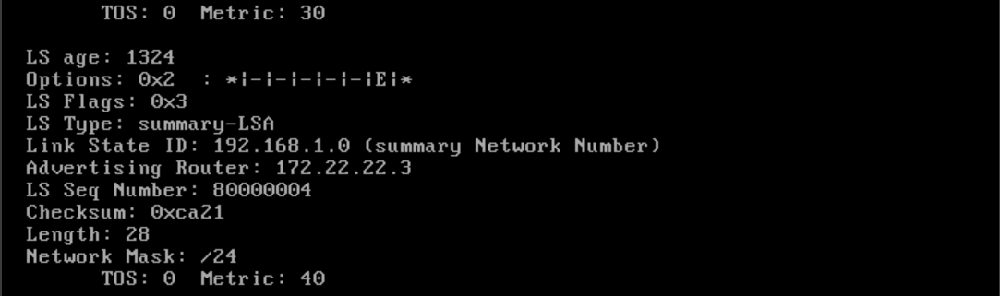 TOS: 0  Metric: 30
LS age: 1324
Options: 0x2  : *|-|-|-|-|-|E|*
LS Flags: 0x3
LS Type: summary-LSA
Link State ID: 192.168.1.0 (summary Network Number)
Advertising Router: 172.22.22.3
LS Seq Number: 80000004
Checksum: 0xca21
Length: 28
Network Mask: /24
TOS: 0  Metric: 40